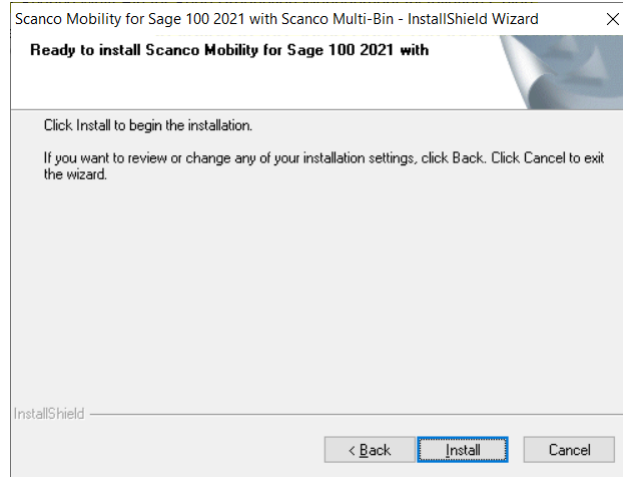 Scanco Mobility for Sage 100 2021 with Scanco Multi-Bin - InstallShield Wizard
Ready to install Scanco Mobility for Sage 100 2021 with
Click Install to begin the installation.
If you want to review or change any of your installation settings, click Back. Click Cancel to exit
the wizard.
InstallShield
< Back Install Cancel